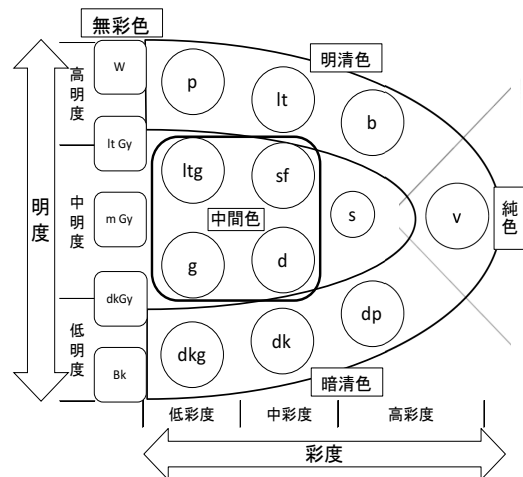 無彩色
明清色
高明度
W
p
lt
b
lt Gy
ltg
sf
明度
中明度
m Gy
中間色
s
v
純色
g
d
dkGy
低明度
dp
dkg
dk
Bk
暗清色
低彩度
中彩度
高彩度
彩度